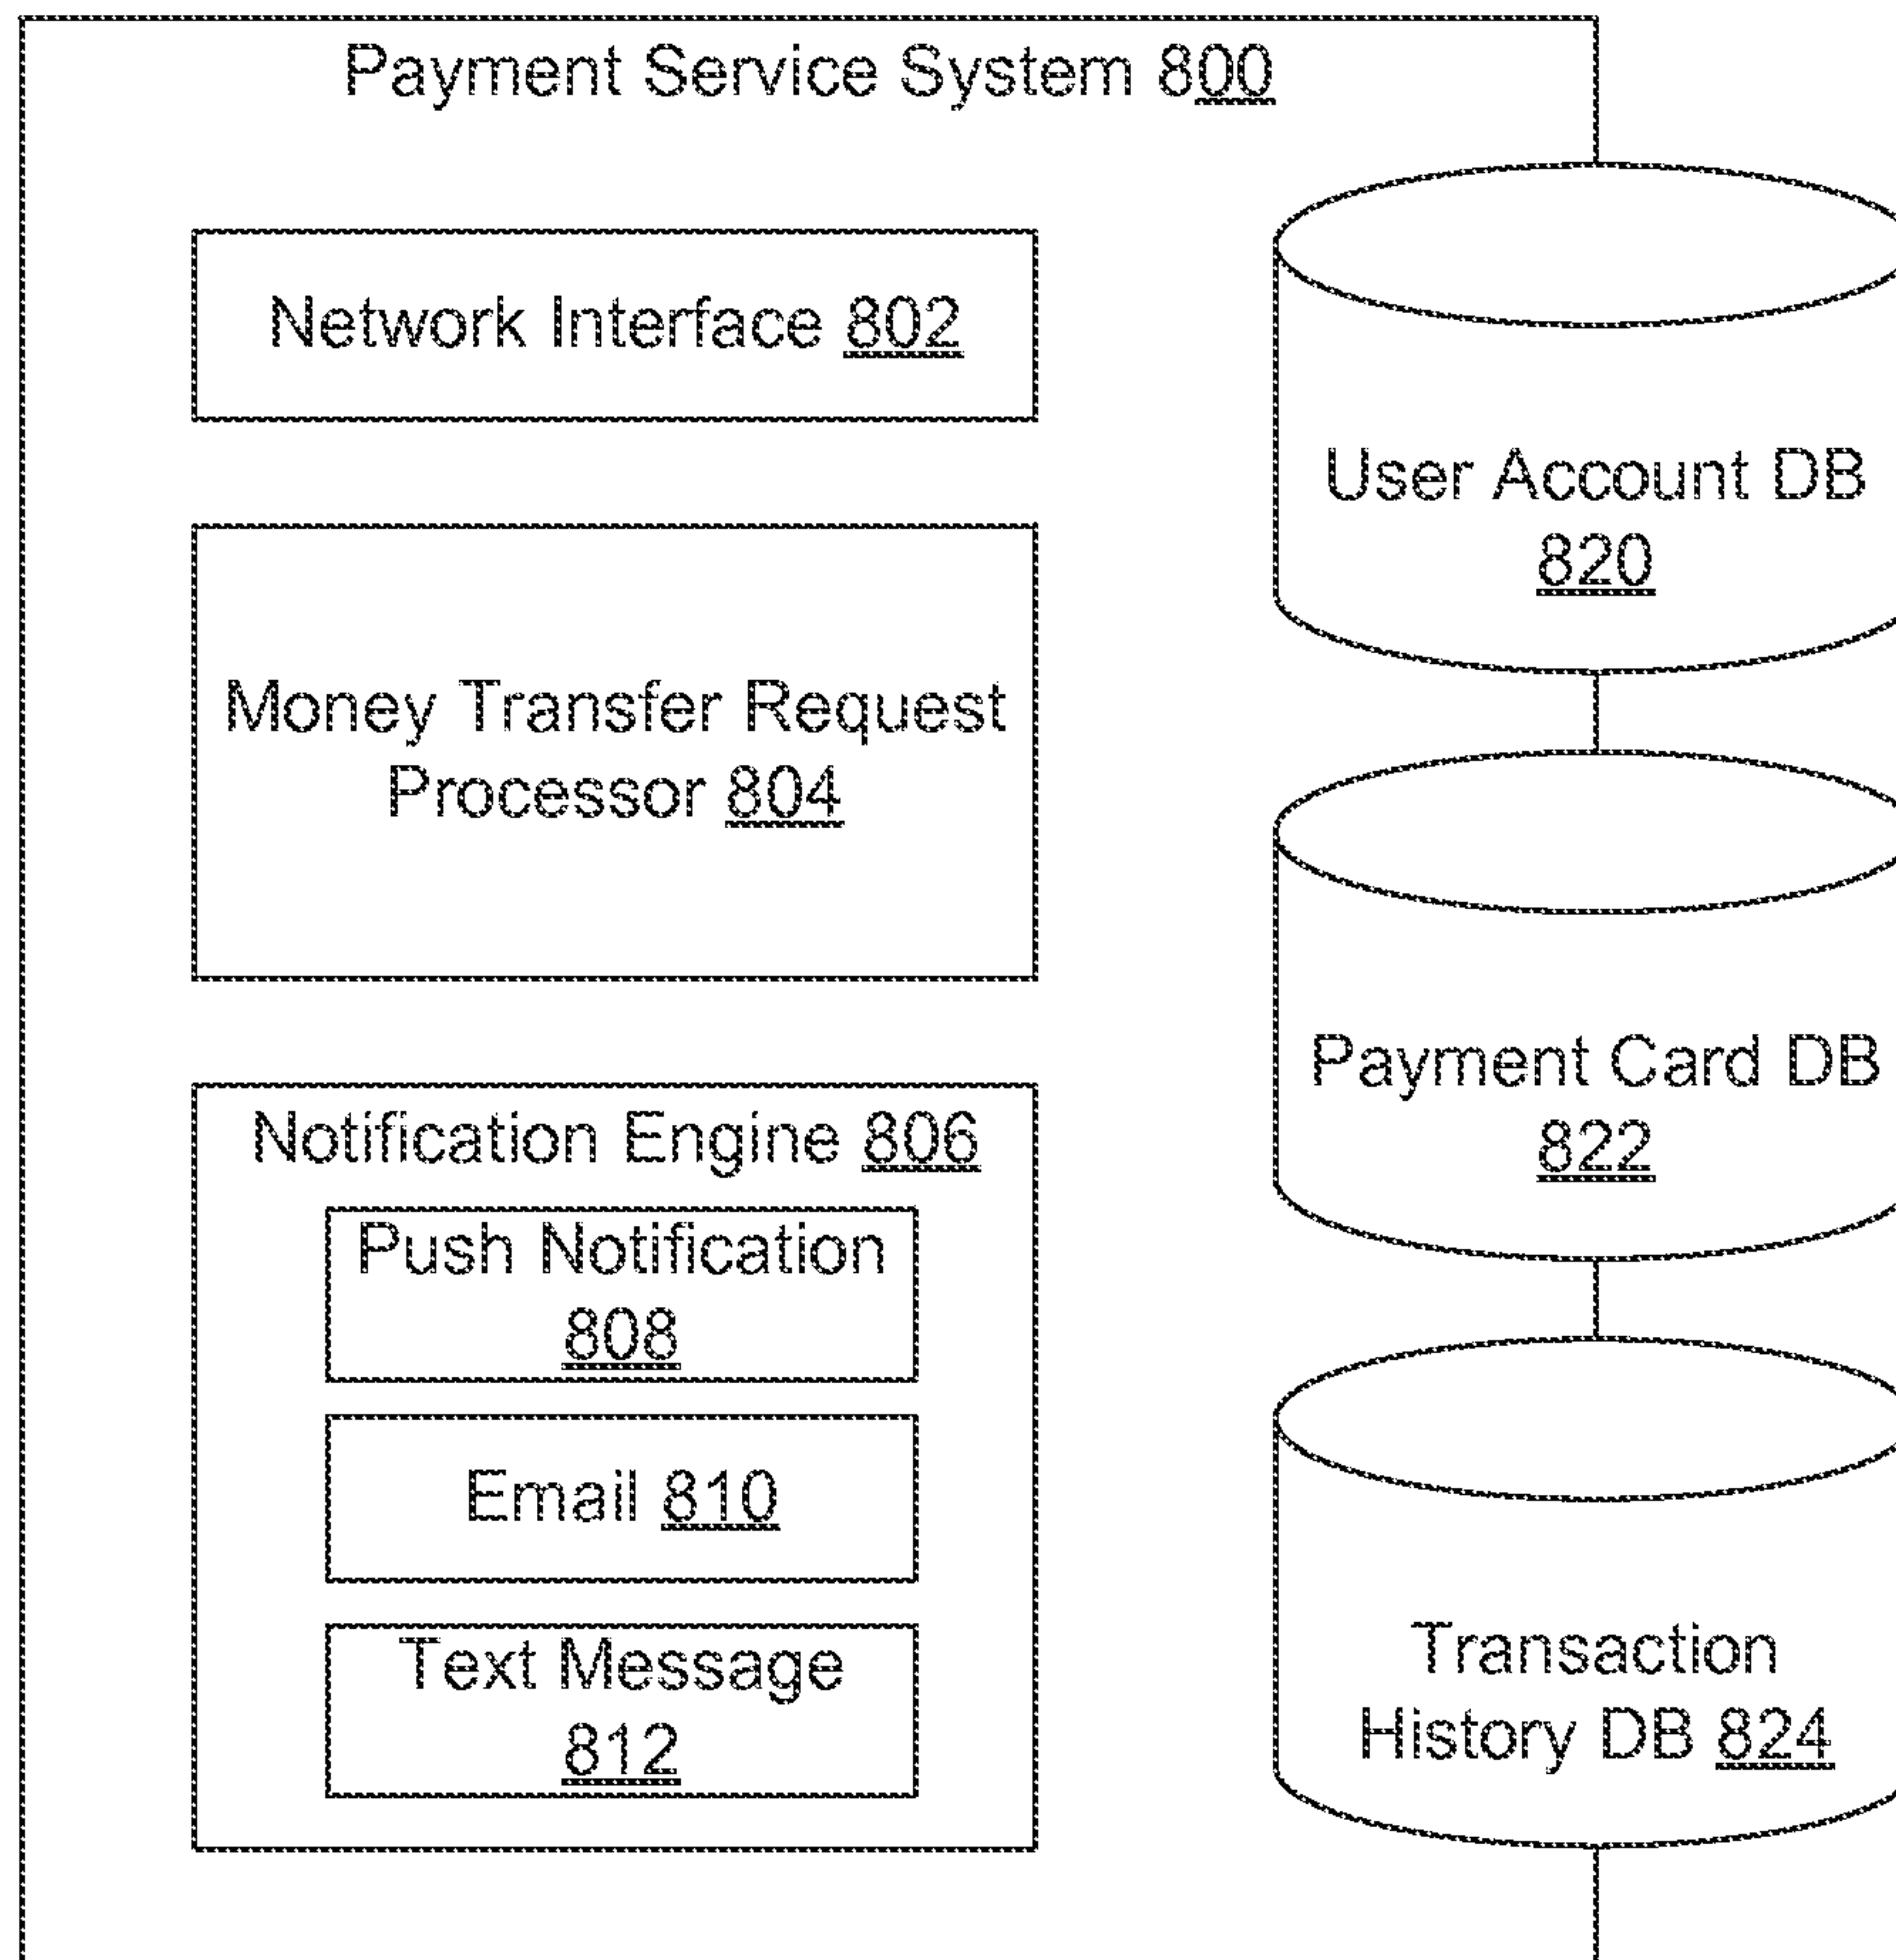 Payment Service System 800
Network Interface 802
Money Transfer Request
Processor 804
Notification Engine 806
Push Notification
808
Email 810
Text Message
812
User Account DB
820
Payment Card DB
822
Transaction
History DB 824